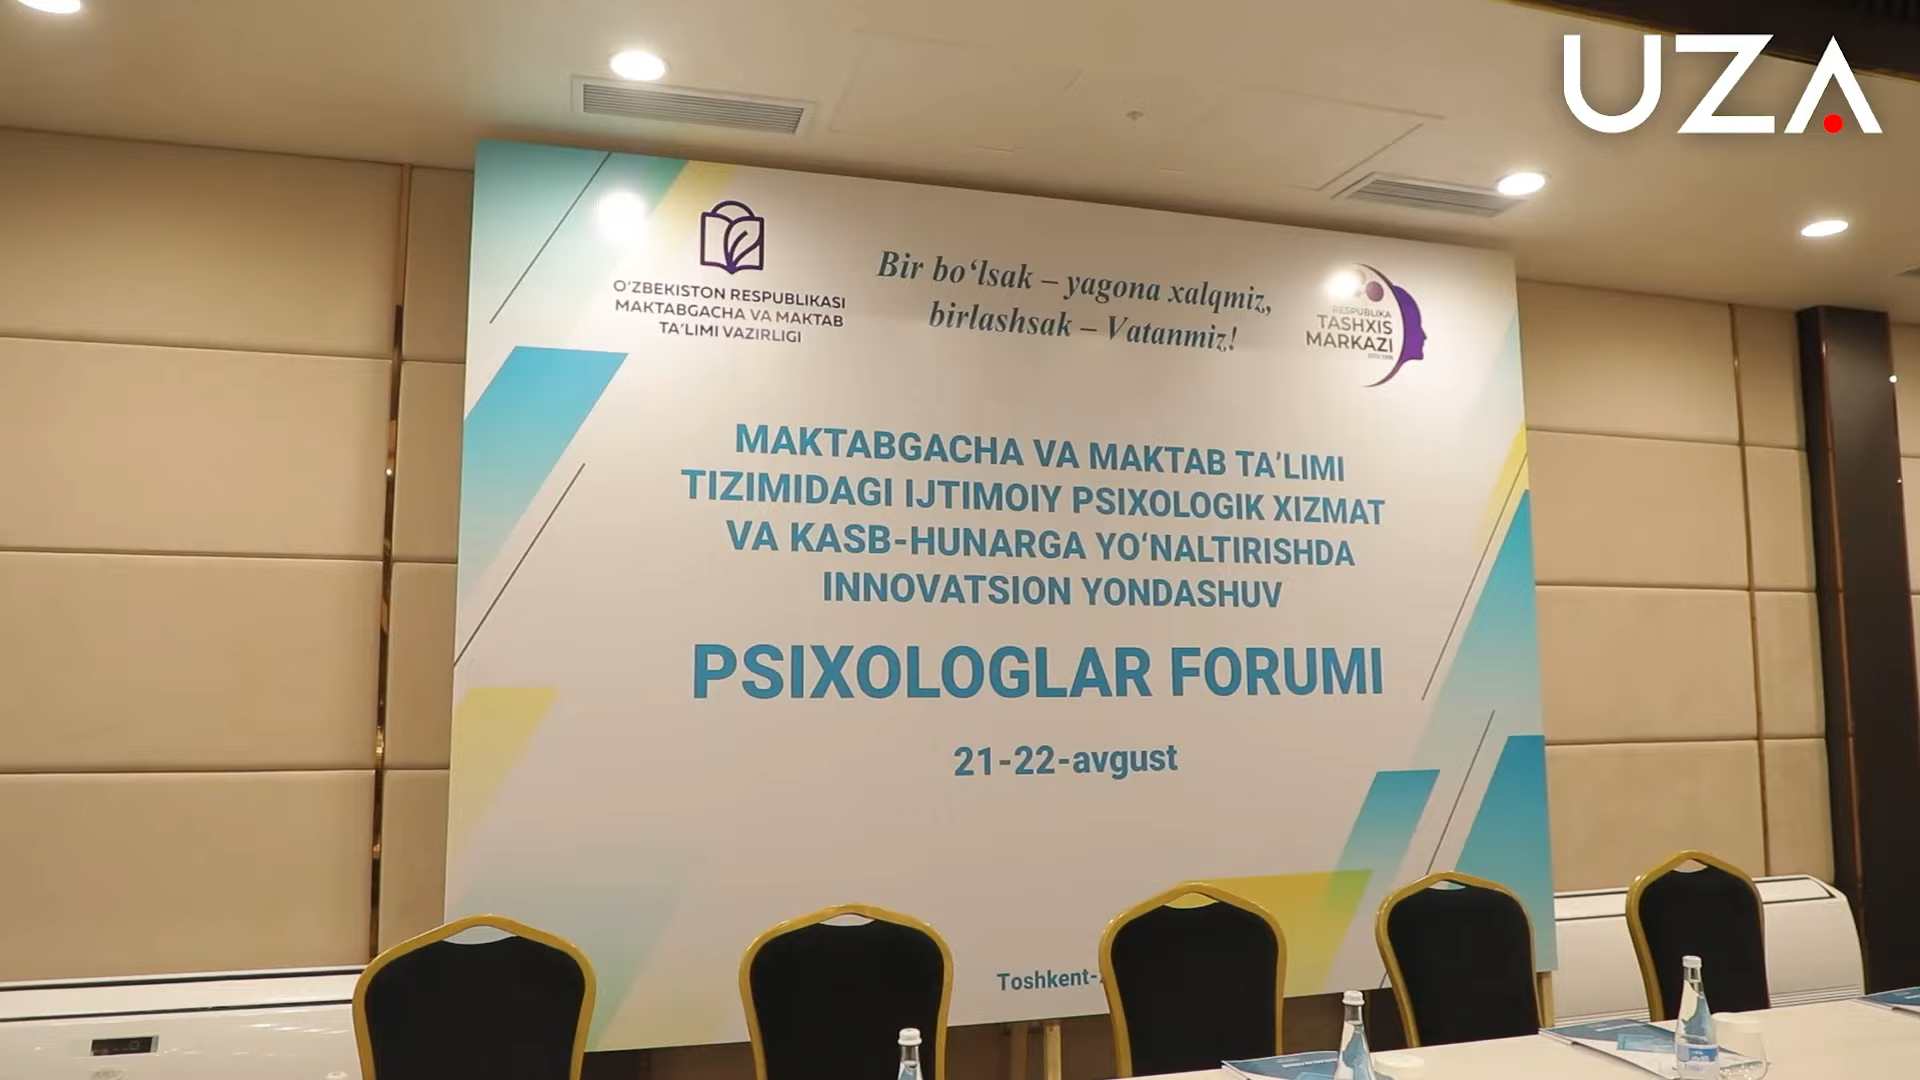 UZA
O'ZBEKISTON RESPUBLIKASI
MAKTABGACHA VA MAKTAB
TA'LIMI VAZIRLIGI
Bir bo‘lsak – yagona xalqmiz,
birlashsak – Vatanmiz!
RESPUBLIKA
TASHXIS
MARKAZI
MAKTABGACHA VA MAKTAB TA’LIMI
TIZIMIDAGI IJTIMOIY PSIXOLOGIK XIZMAT
VA KASB-HUNARGA YO‘NALTIRISHDA
INNOVATSION YONDASHUV
PSIXOLOGLAR FORUMI
21-22-avgust
Toshkent-